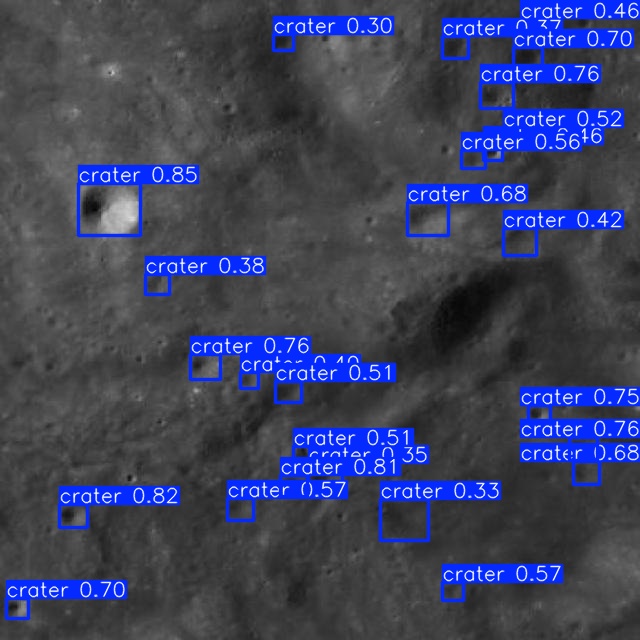 crater 0.46
crater 0.30
crater 0.37
crater 0.70
crater 0.76
crater 0.52
crater 0.56
crater 0.85
crater 0.68
crater 0.42
crater 0.38
crater 0.76
crater 0.51
crater 0.75
crater 0.76
crater 0.51
crater 0.35
crater 0.68
crater 0.81
crater 0.57
crater 0.33
crater 0.82
crater 0.57
crater 0.70